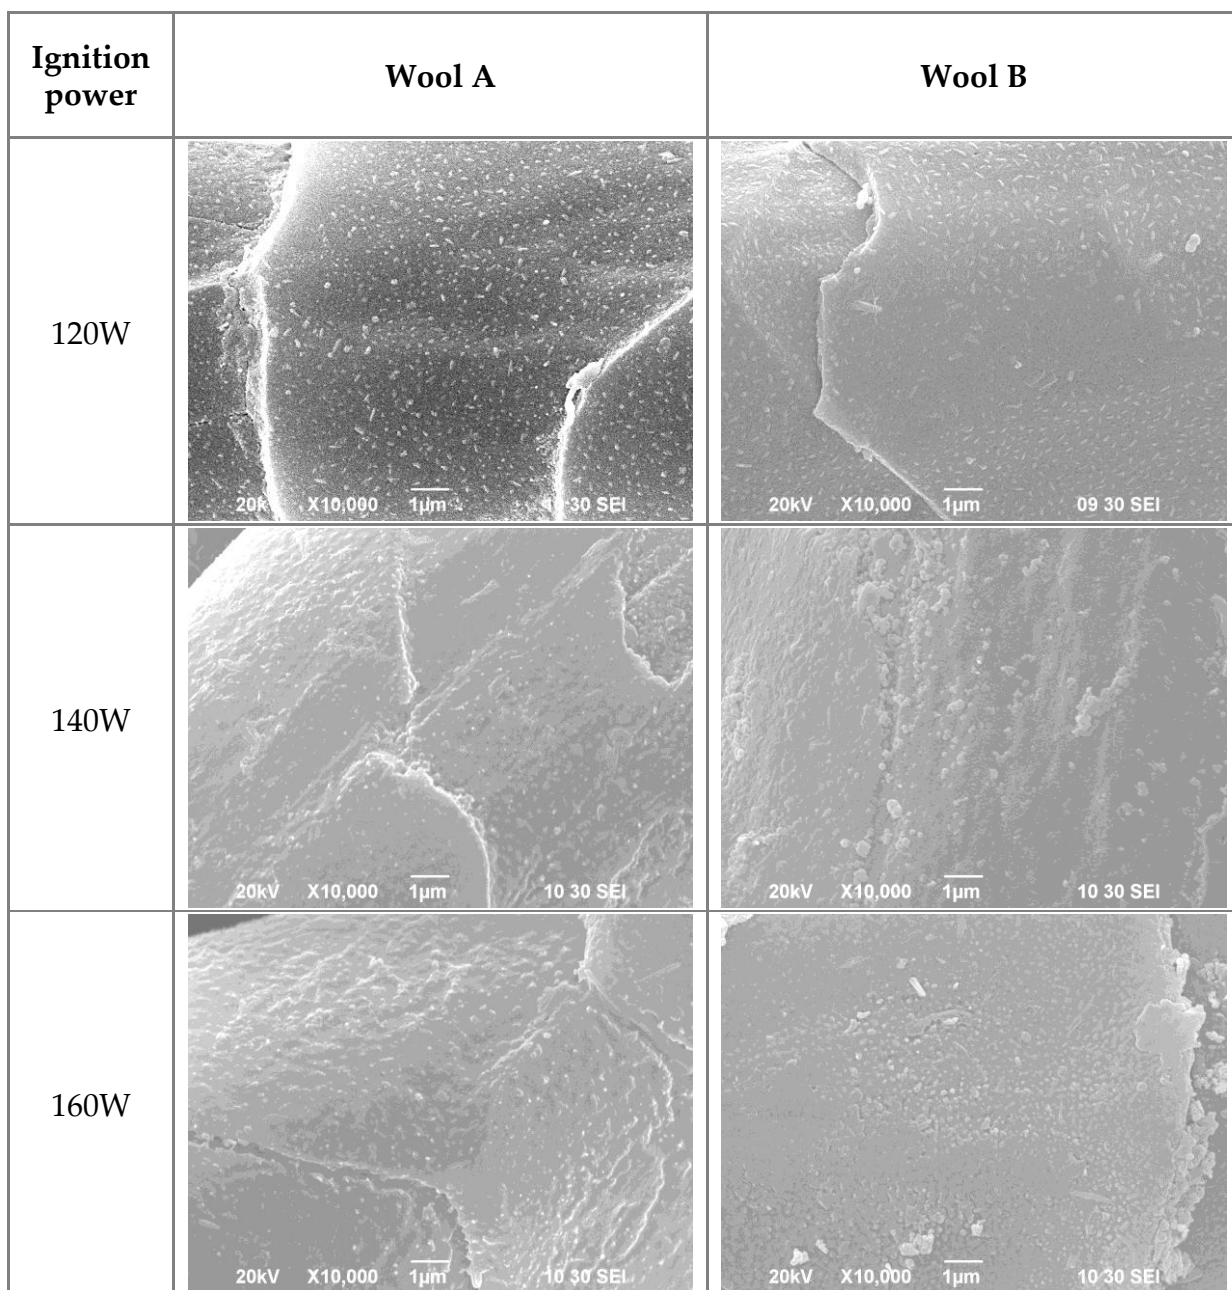 Ignition
power
Wool A
Wool B
120W
20kV X10,000 1µm 30 SEI
20kV X10,000 1µm 09 30 SEI
140W
20kV X10,000 1µm 10 30 SEI
20kV X10,000 1µm 10 30 SEI
160W
20kV X10,000 1µm 10 30 SEI
20kV X10,000 1µm 10 30 SEI